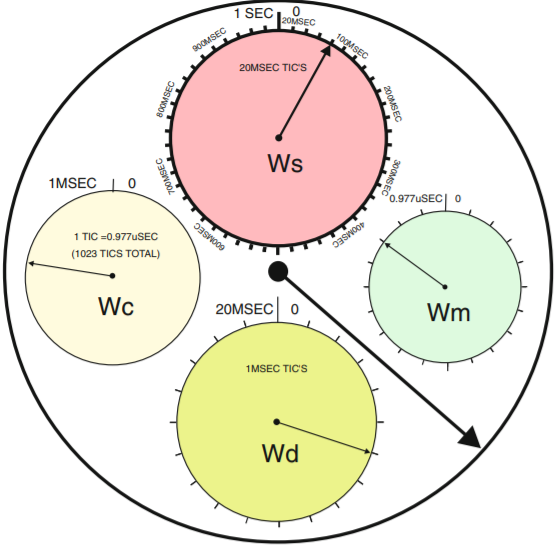 1 SEC 0
20MSEC
100MSEC
210MSEC
300MSEC
400MSEC
600MSEC
700MSEC
800MSEC
900MSEC
20MSEC TIC'S
Ws
1MSEC 0
1 TIC =0.977uSEC
(1023 TICS TOTAL)
Wc
0.977uSEC 0
Wm
20MSEC 0
1MSEC TIC'S
Wd